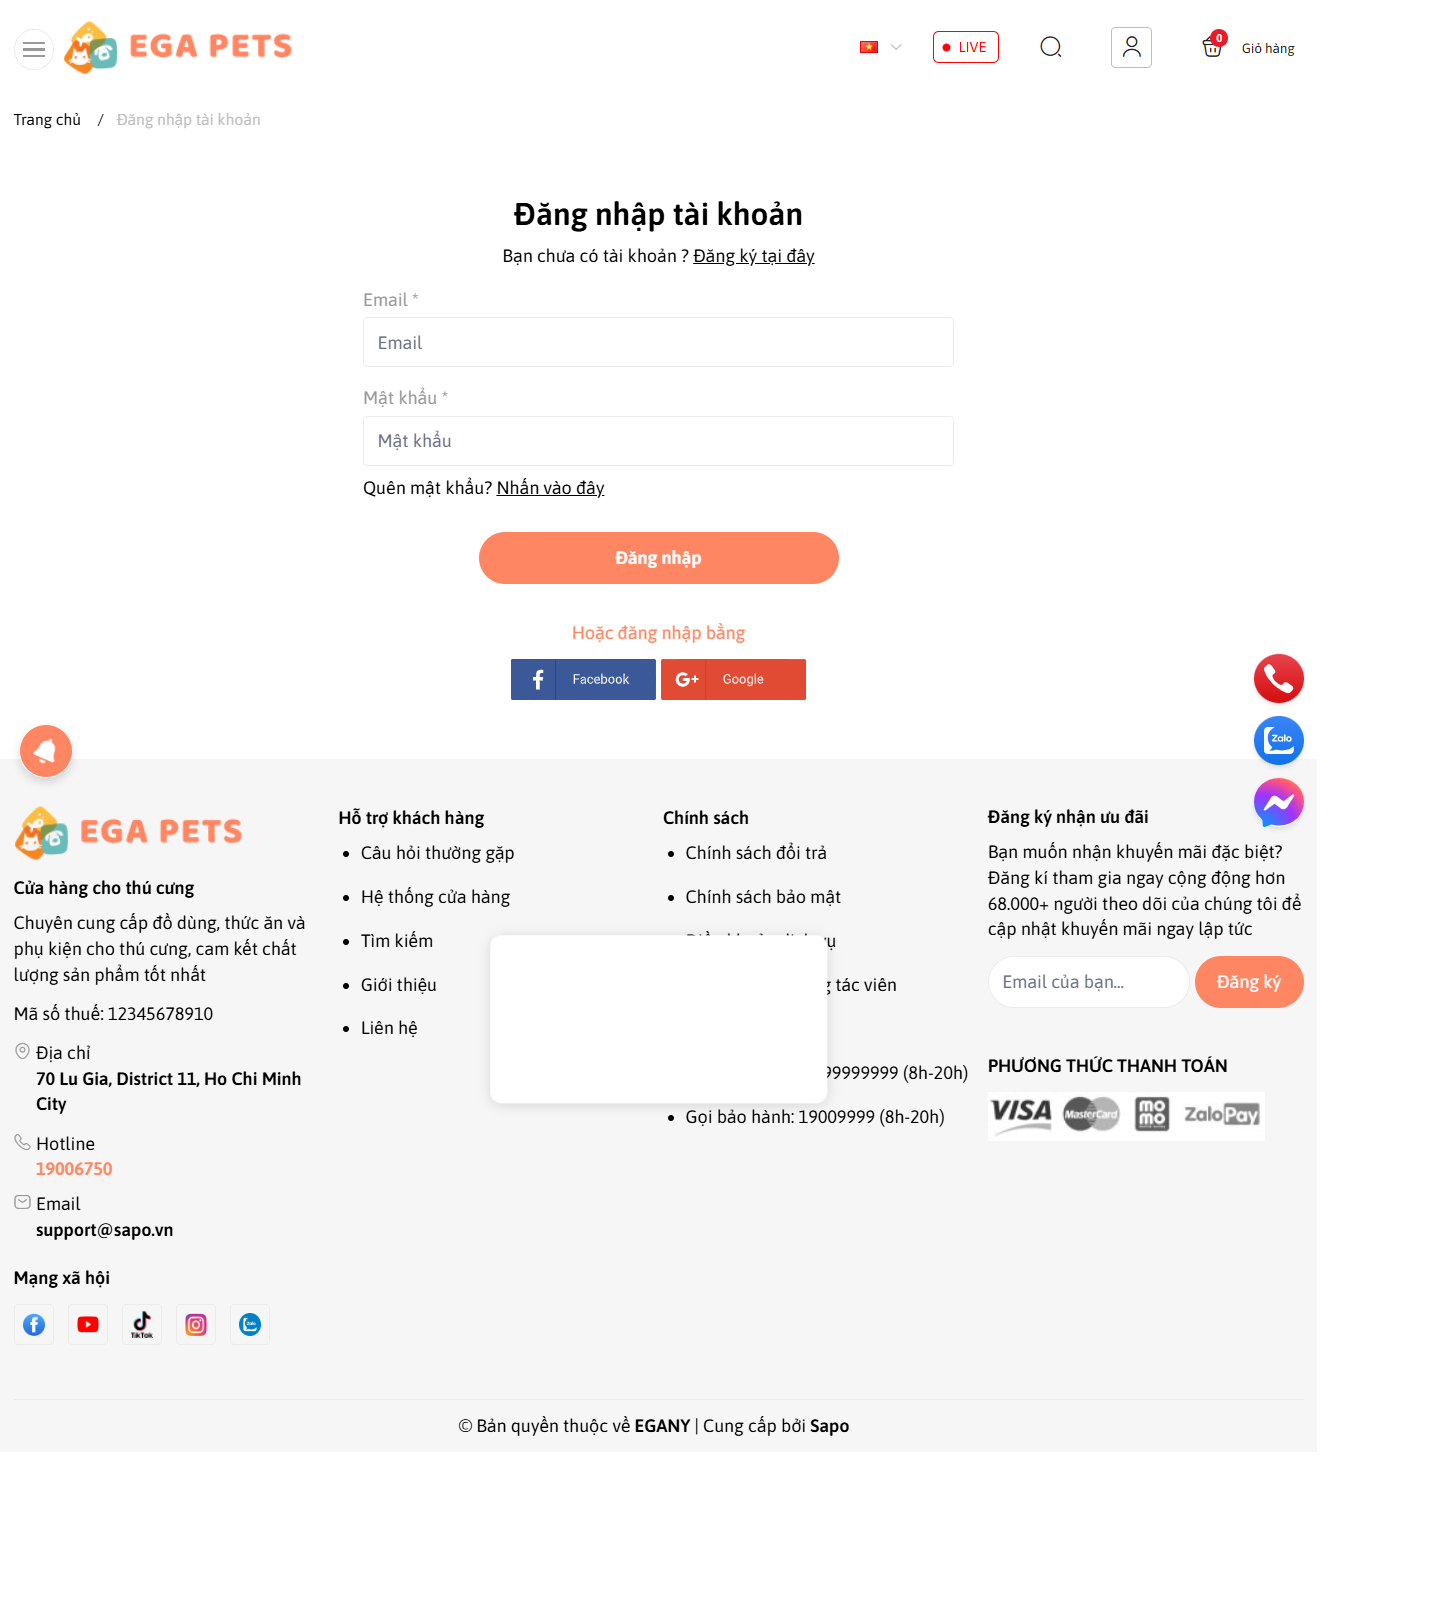 EGA PETS
LIVE
0
Giỏ hàng
Trang chủ / Đăng nhập tài khoản
Đăng nhập tài khoản
Bạn chưa có tài khoản ? Đăng ký tại đây
Email *
Email
Mật khẩu *
Mật khẩu
Quên mật khẩu? Nhấn vào đây
Đăng nhập
Hoặc đăng nhập bằng
Facebook
Google
Zalo
EGA PETS
Cửa hàng cho thú cưng
Chuyên cung cấp đồ dùng, thức ăn và
phụ kiện cho thú cưng, cam kết chất
lượng sản phẩm tốt nhất
Mã số thuế: 12345678910
Địa chỉ
70 Lu Gia, District 11, Ho Chi Minh
City
Hotline
19006750
Email
support@sapo.vn
Mạng xã hội
TikTok
Zalo
Hỗ trợ khách hàng
Câu hỏi thường gặp
Hệ thống cửa hàng
Tìm kiếm
Giới thiệu
Liên hệ
Chính sách
Chính sách đổi trả
Chính sách bảo mật
tác viên
99999999 (8h-20h)
Gọi bảo hành: 19009999 (8h-20h)
Đăng ký nhận ưu đãi
Bạn muốn nhận khuyến mãi đặc biệt?
Đăng kí tham gia ngay cộng động hơn
68.000+ người theo dõi của chúng tôi để
cập nhật khuyến mãi ngay lập tức
Email của bạn...
Đăng ký
PHƯƠNG THỨC THANH TOÁN
VISA MasterCard MOMO ZaloPay
© Bản quyền thuộc về EGANY | Cung cấp bởi Sapo